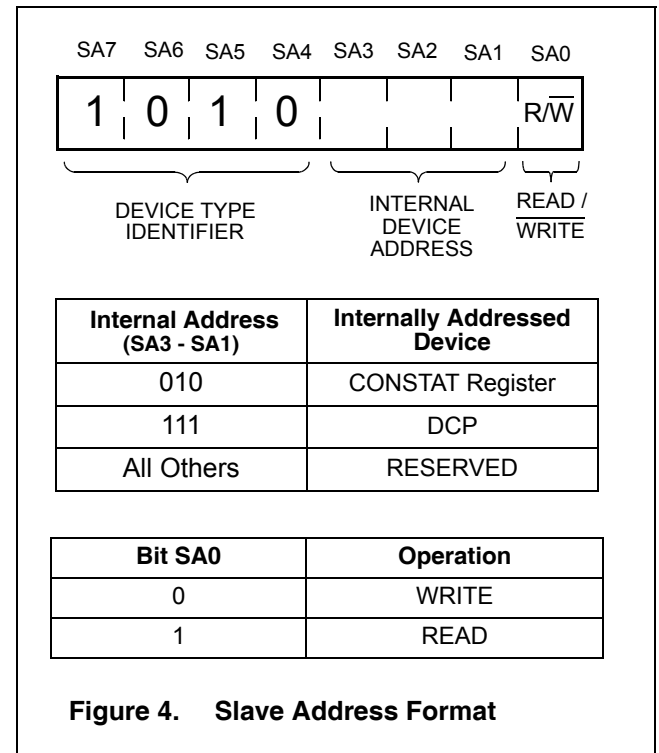 SA7 SA6 SA5 SA4 SA3 SA2 SA1 SA0
1 0 1 0 R/W̅
DEVICE TYPE
IDENTIFIER
INTERNAL
DEVICE
ADDRESS
READ /
W̅R̅I̅T̅E̅
Internal Address
(SA3 - SA1)
Internally Addressed
Device
010 CONSTAT Register
111 DCP
All Others RESERVED
Bit SA0 Operation
0 WRITE
1 READ
Figure 4. Slave Address Format